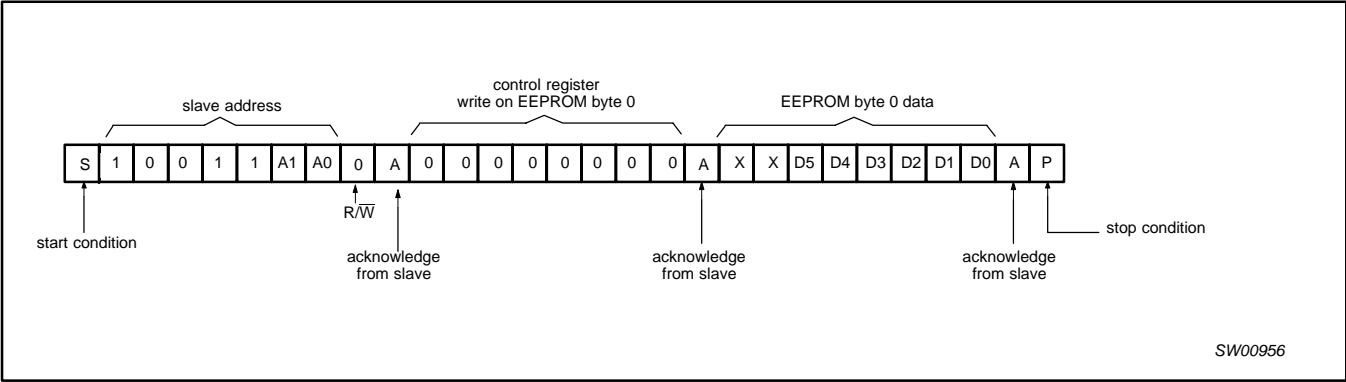 control register
slave address write on EEPROM byte 0 EEPROM byte 0 data
S 1 0 0 1 1 A1 A0 0 A 0 0 0 0 0 0 0 0 A X X D5 D4 D3 D2 D1 D0 A P
R/W̅
start condition stop condition
acknowledge acknowledge acknowledge
from slave from slave from slave
SW00956